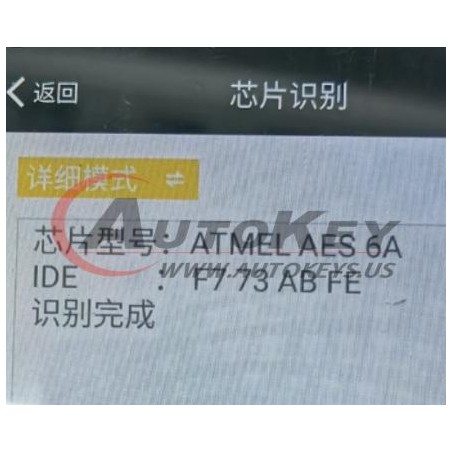 返回
芯片识别
详细模式
芯片型号： ATMEL AES 6A
IDE ： F7 73 AB FE
识别完成
AUTOKEY
WWW.AUTOKEYS.US